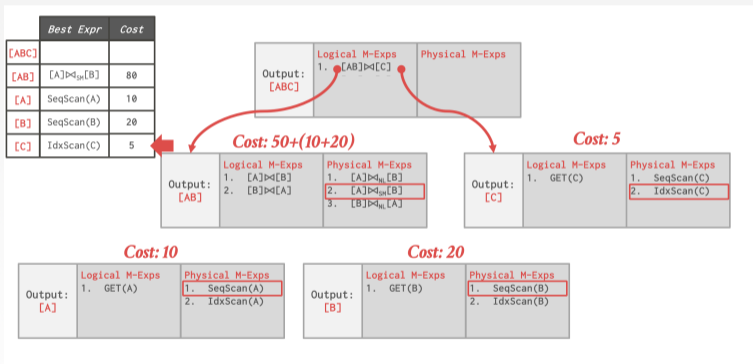 Best Expr Cost
[ABC]
[AB] [A]⋈SM[B] 80
[A] SeqScan(A) 10
[B] SeqScan(B) 20
[C] IdxScan(C) 5
Output:
[ABC]
Logical M-Exps
1. [AB]⋈[C]
Physical M-Exps
Cost: 50+(10+20)
Output:
[AB]
Logical M-Exps
1. [A]⋈[B]
2. [B]⋈[A]
Physical M-Exps
1. [A]⋈NL[B]
2. [A]⋈SM[B]
3. [B]⋈NL[A]
Cost: 5
Output:
[C]
Logical M-Exps
1. GET(C)
Physical M-Exps
1. SeqScan(C)
2. IdxScan(C)
Cost: 10
Output:
[A]
Logical M-Exps
1. GET(A)
Physical M-Exps
1. SeqScan(A)
2. IdxScan(A)
Cost: 20
Output:
[B]
Logical M-Exps
1. GET(B)
Physical M-Exps
1. SeqScan(B)
2. IdxScan(B)